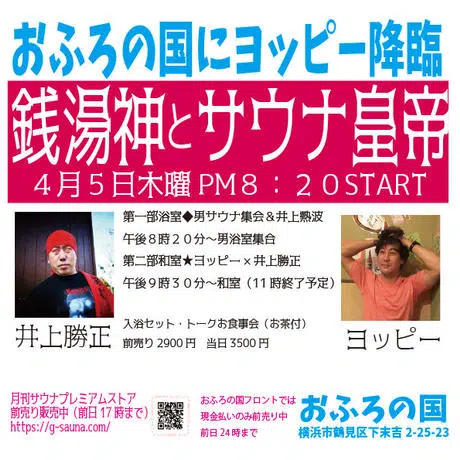 おふろの国にヨッピー降臨
銭湯神とサウナ皇帝
4月5日木曜PM8：20START
第一部浴室◆男サウナ集会＆井上熱波
午後8時20分～男浴室集合
第二部和室★ヨッピー×井上勝正
午後9時30分～和室（11時終了予定）
井上勝正
入浴セット・トークお食事会（お茶付）
前売り2900円　当日3500円
ヨッピー
月刊サウナプレミアムストア
前売り販売中（前日17時まで）
https://g-sauna.com/
おふろの国フロントでは
現金払いのみ前売り中
前日24時まで
おふろの国
横浜市鶴見区下末吉2-25-23